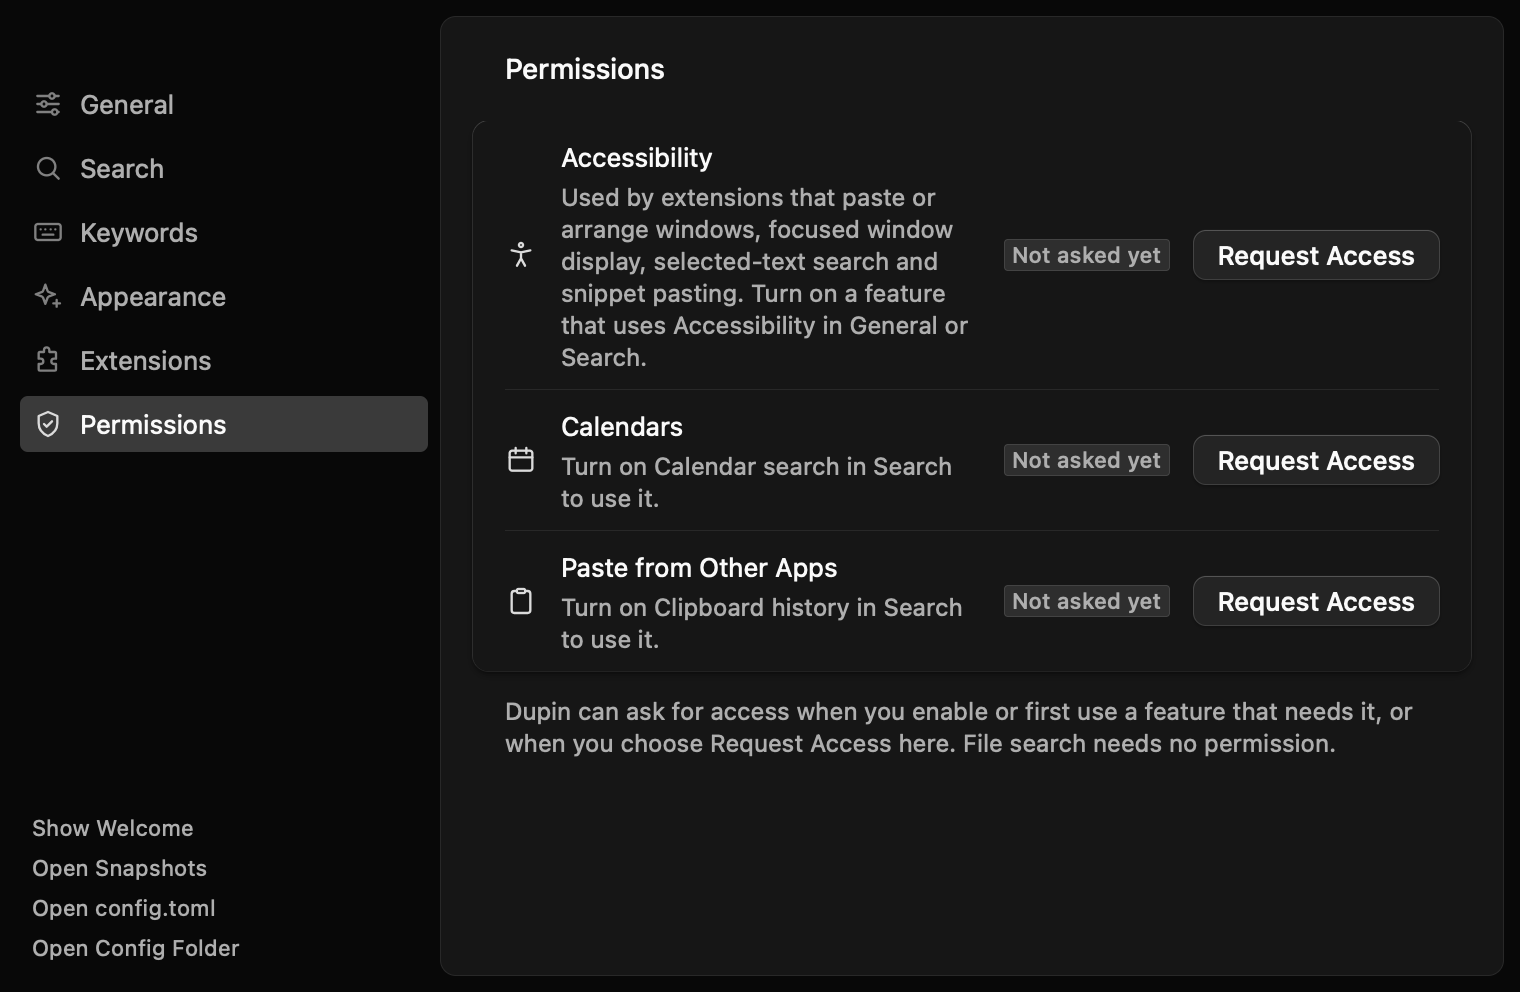 General
Search
Keywords
Appearance
Extensions
Permissions
Show Welcome
Open Snapshots
Open config.toml
Open Config Folder
Permissions
Accessibility
Used by extensions that paste or
arrange windows, focused window
display, selected-text search and
snippet pasting. Turn on a feature
that uses Accessibility in General or
Search.
Not asked yet
Request Access
Calendars
Turn on Calendar search in Search
to use it.
Not asked yet
Request Access
Paste from Other Apps
Turn on Clipboard history in Search
to use it.
Not asked yet
Request Access
Dupin can ask for access when you enable or first use a feature that needs it, or
when you choose Request Access here. File search needs no permission.